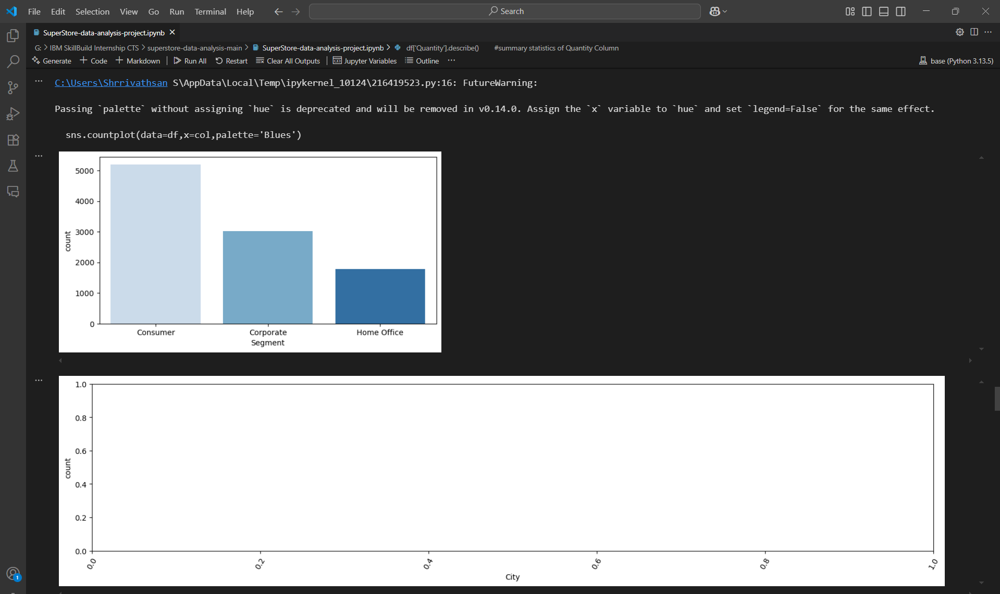 File Edit Selection View Go Run Terminal Help
Search
SuperStore-data-analysis-project.ipynb
G: > IBM SkillBuild Internship CTS > superstore-data-analysis-main > SuperStore-data-analysis-project.ipynb > df['Quantity'].describe() #summary statistics of Quantity Column
Generate + Code + Markdown | Run All Restart Clear All Outputs | Jupyter Variables Outline ...
base (Python 3.13.5)
C:\Users\Shrrivathsan S\AppData\Local\Temp\ipykernel_10124\216419523.py:16: FutureWarning:
Passing `palette` without assigning `hue` is deprecated and will be removed in v0.14.0. Assign the `x` variable to `hue` and set `legend=False` for the same effect.
sns.countplot(data=df,x=col,palette='Blues')
5000
4000
3000
2000
1000
0
count
Consumer Corporate Home Office
Segment
1.0
0.8
0.6
0.4
0.2
0.0
count
0.0 0.2 0.4 0.6 0.8 1.0
City
1